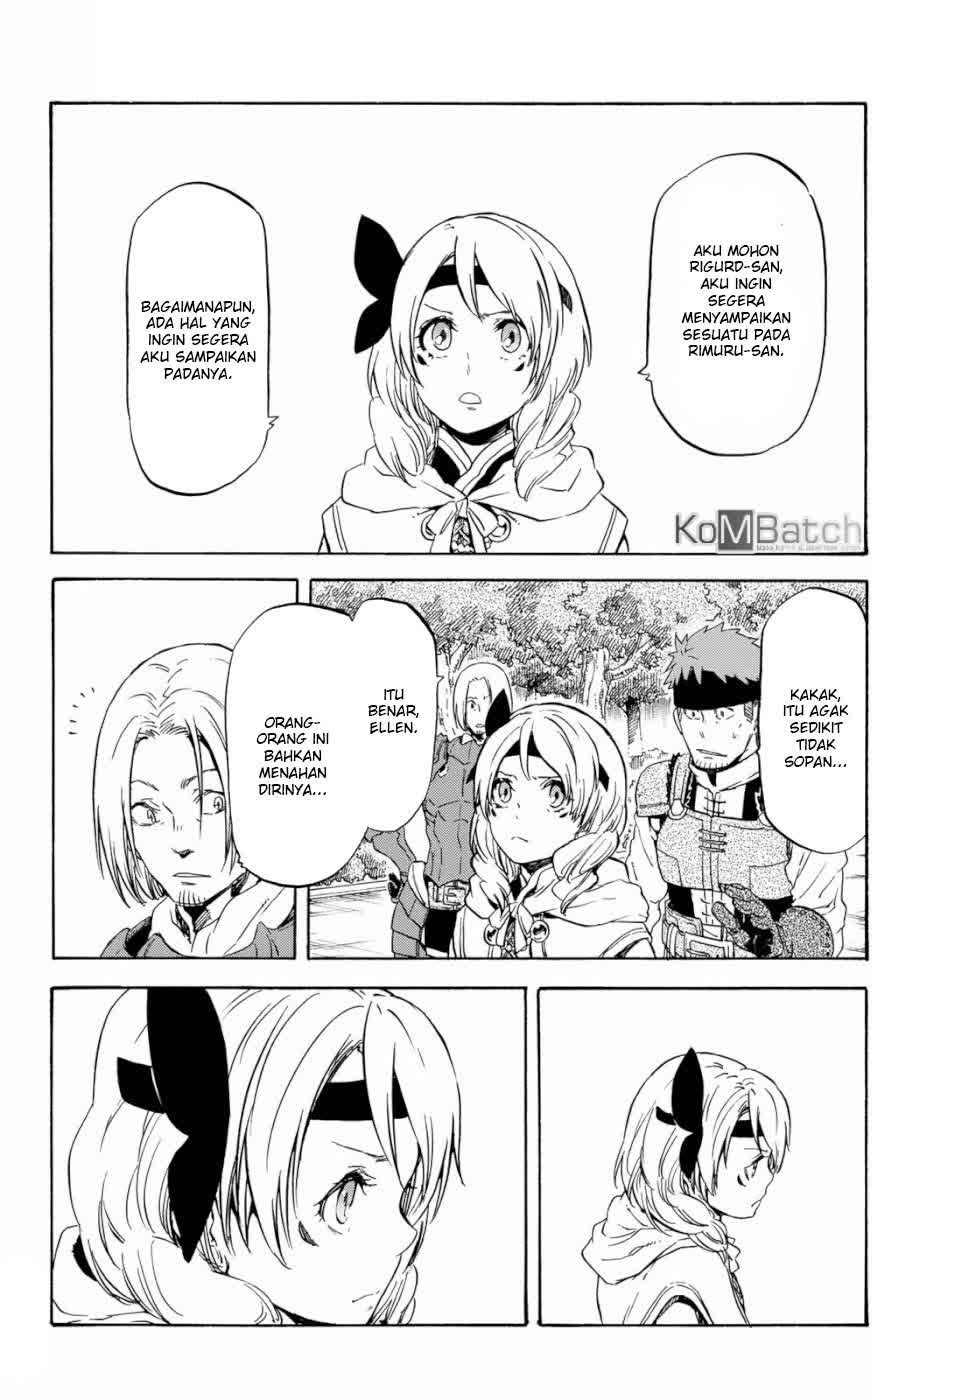 AKU MOHON
RIGURD-SAN,
AKU INGIN
SEGERA
MENYAMPAIKAN
SESUATU PADA
RIMURU-SAN.
BAGAIMANAPUN,
ADA HAL YANG
INGIN SEGERA
AKU SAMPAIKAN
PADANYA.
KoMBatch
KAKAK,
ITU AGAK
SEDIKIT
TIDAK
SOPAN...
ITU
BENAR,
ELLEN.
ORANG-
ORANG INI
BAHKAN
MENAHAN
DIRINYA...